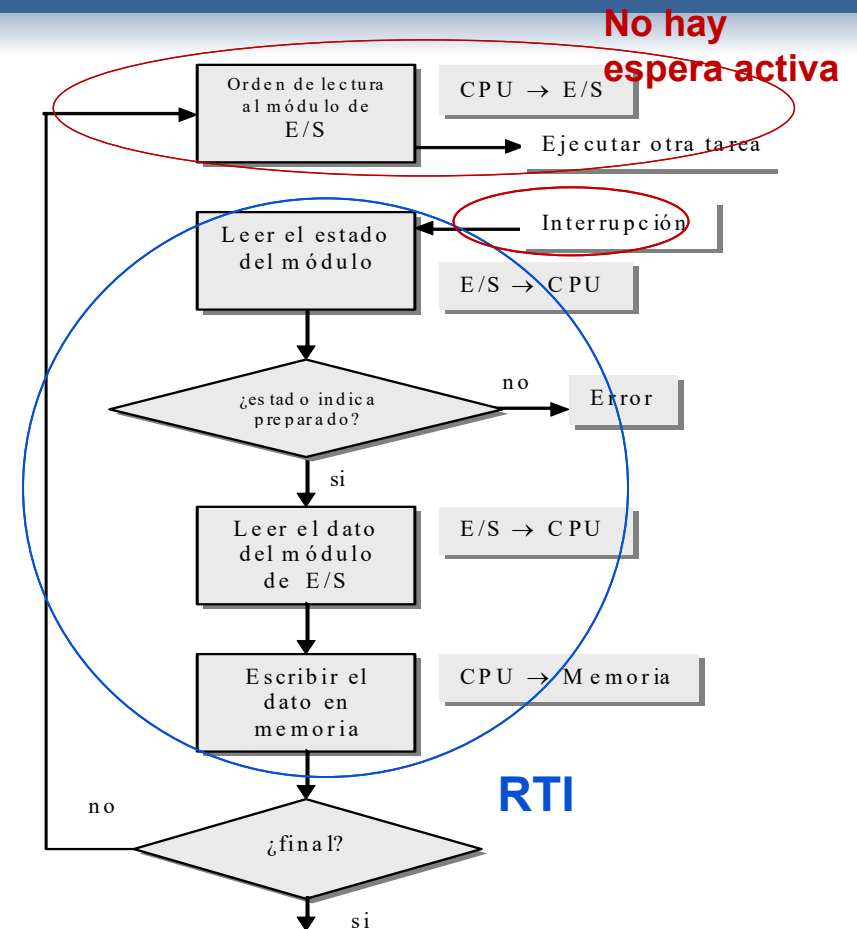 No hay
espera activa
Orden de lectura
al módulo de
E/S
CPU → E/S
Ejecutar otra tarea
Interrupción
Leer el estado
del módulo
E/S → CPU
¿estado indica
preparado?
no
Error
si
Leer el dato
del módulo
de E/S
E/S → CPU
Escribir el
dato en
memoria
CPU → Memoria
RTI
no
¿final?
si